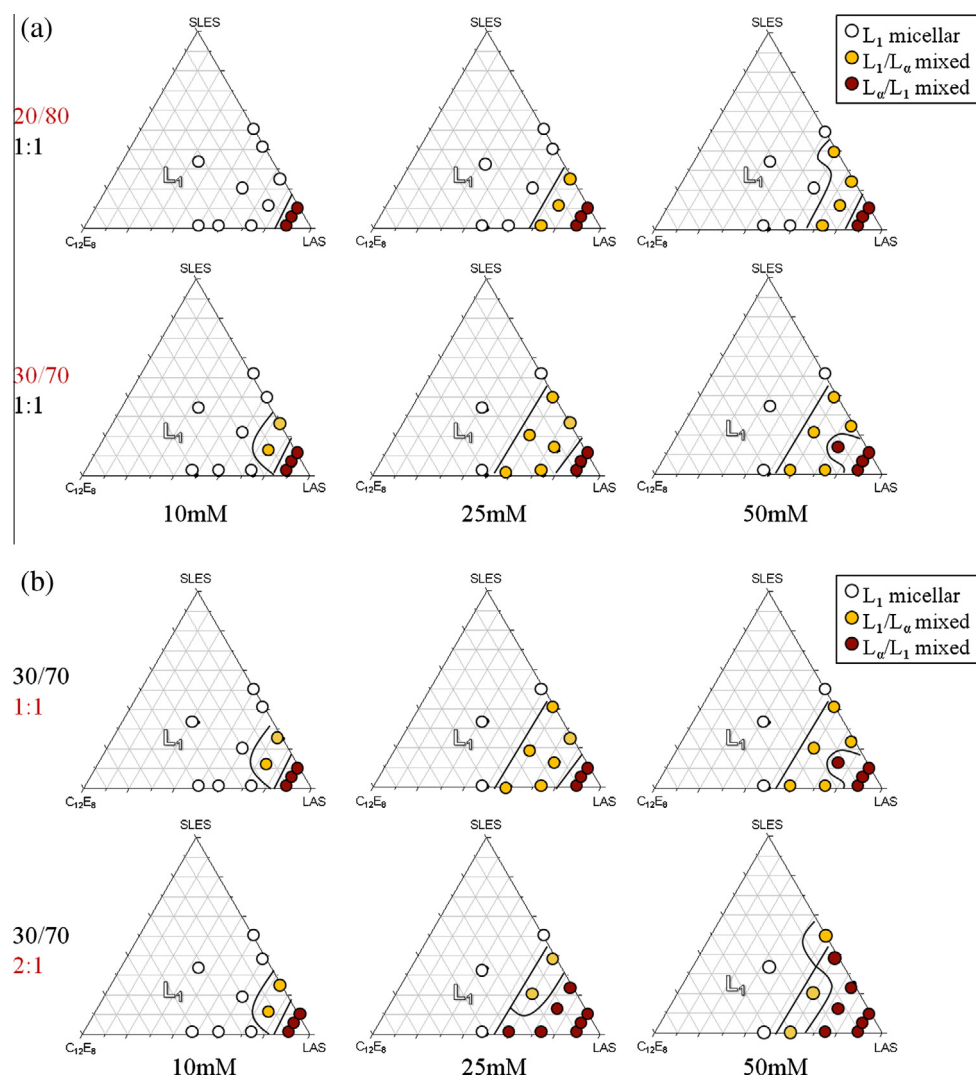 (a)
SLES
SLES
SLES
L₁ micellar
L₁/Lα mixed
Lα/L₁ mixed
20/80
1:1
L₁
L₁
L₁
C₁₂E₈
LAS
C₁₂E₈
LAS
C₁₂E₈
LAS
SLES
SLES
SLES
30/70
1:1
L₁
L₁
L₁
C₁₂E₈
LAS
C₁₂E₈
LAS
C₁₂E₈
LAS
10mM
25mM
50mM
(b)
SLES
SLES
SLES
L₁ micellar
L₁/Lα mixed
Lα/L₁ mixed
30/70
1:1
L₁
L₁
L₁
C₁₂E₈
LAS
C₁₂E₈
LAS
C₁₂E₈
LAS
SLES
SLES
SLES
30/70
2:1
L₁
L₁
L₁
C₁₂E₈
LAS
C₁₂E₈
LAS
C₁₂E₈
LAS
10mM
25mM
50mM